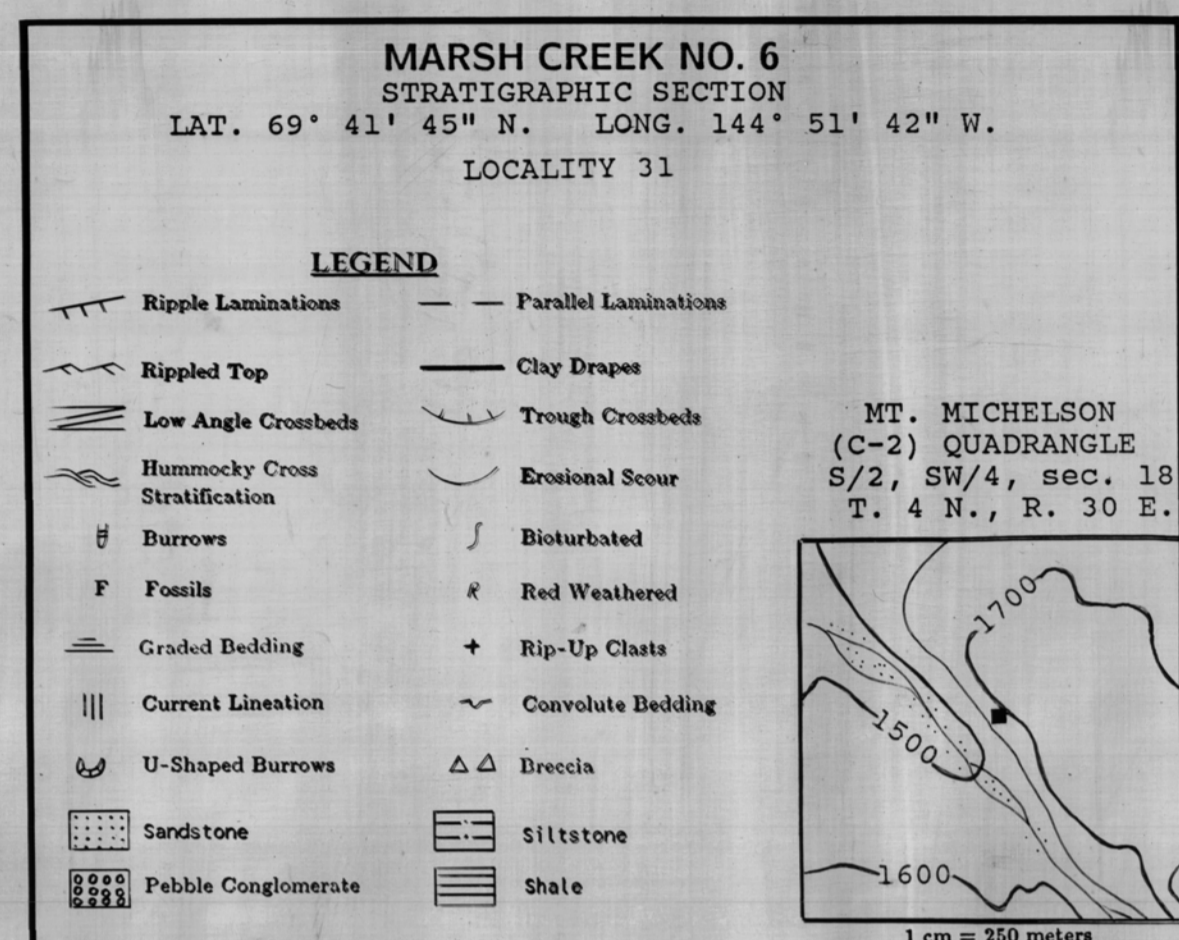 MARSH CREEK NO. 6
STRATIGRAPHIC SECTION
LAT. 69° 41' 45" N. LONG. 144° 51' 42" W.
LOCALITY 31
LEGEND
Ripple Laminations
Parallel Laminations
Rippled Top
Clay Drapes
Low Angle Crossbeds
Trough Crossbeds
Hummocky Cross
Stratification
Erosional Scour
Burrows
Bioturbated
F Fossils
R Red Weathered
Graded Bedding
Rip-Up Clasts
Current Lineation
Convolute Bedding
U-Shaped Burrows
Breccia
Sandstone
Siltstone
Pebble Conglomerate
Shale
MT. MICHELSON
(C-2) QUADRANGLE
S/2, SW/4, sec. 18
T. 4 N., R. 30 E.
1700
1500
1600
1 cm = 250 meters